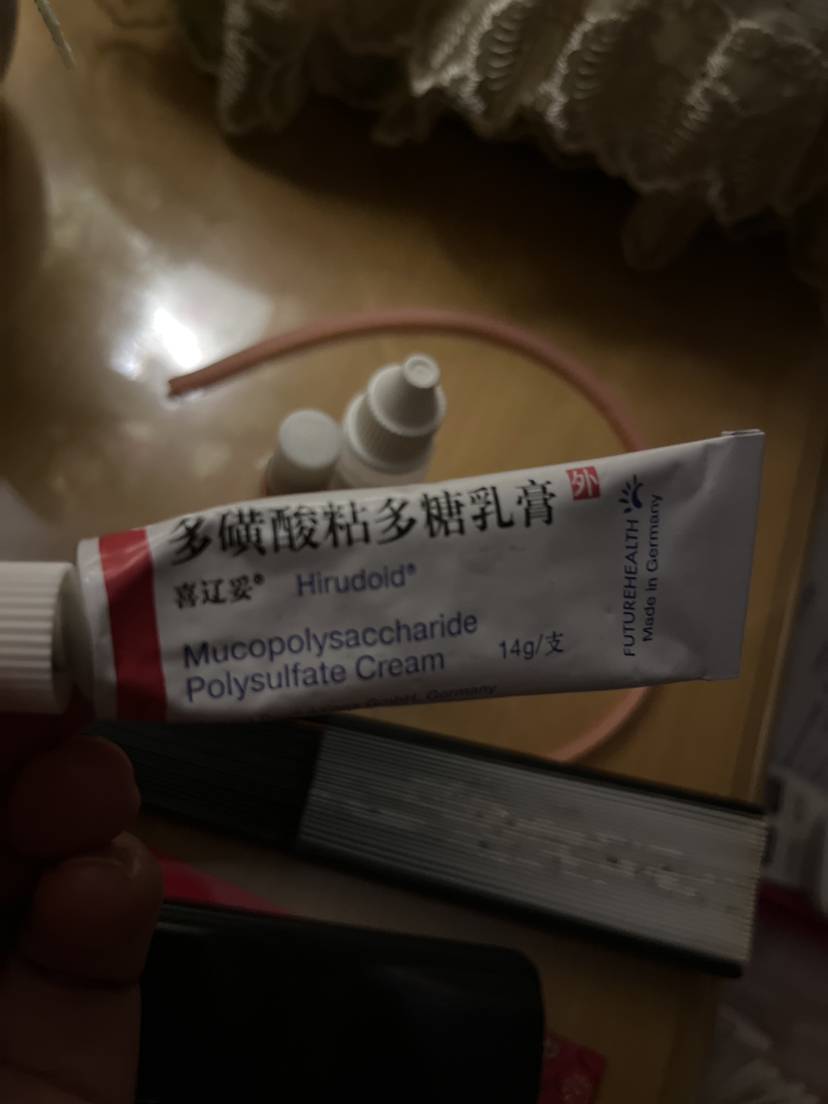 多磺酸粘多糖乳膏 外
喜辽妥® Hirudoid®
Mucopolysaccharide
Polysulfate Cream 14g/支
Germany
FUTUREHEALTH
Made in Germany